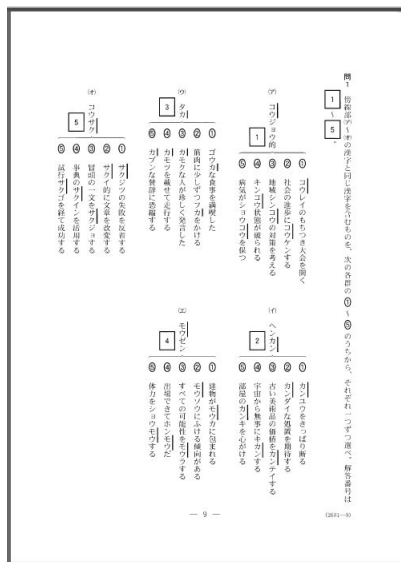 問1 傍線部(ア)~(オ)の漢字と同じ漢字を含むものを、次の各群の①~⑤のうちから、それぞれ一つずつ選べ。解答番号は
1 ~ 5 。
(ア) コウジョウ的 1
① コウレイのもちつき大会を開く
② 社会の進歩にコウケンする
③ 地域シンコウの対策を考える
④ キンコウ状態が破られる
⑤ 病気がショウコウを保つ
(イ) ヘンカン 2
① カンユウをきっぱり断る
② カンダイな処置を期待する
③ 古い美術品の価値をカンテイする
④ 宇宙から無事にキカンする
⑤ 部屋のカンキを心がける
(ウ) タカ 3
① ゴウカな食事を満喫した
② 筋肉に少しずつフカをかける
③ カモクな人が珍しく発言した
④ カモツを載せて走行する
⑤ カブンな賛辞に恐縮する
(エ) モウゼン 4
① 建物がモウカに包まれる
② モウソウにふける傾向がある
③ すべての可能性をモウラする
④ 出場できてホンモウだ
⑤ 体力をショウモウする
(オ) コウサク 5
① サクジツの失敗を反省する
② サクイ的に文章を改変する
③ 冒頭の一文をサクジョする
④ 事典のサクインを活用する
⑤ 試行サクゴを経て成功する
— 9 —
(2601—9)